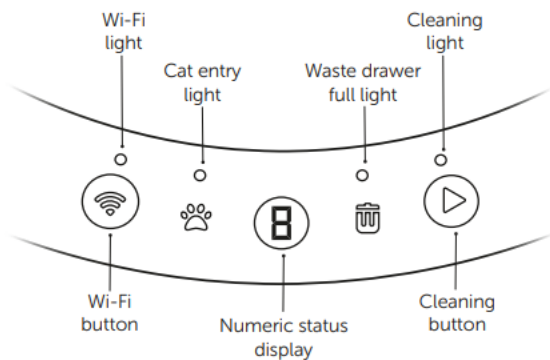 Wi-Fi
light
Cat entry
light
Waste drawer
full light
Cleaning
light
8
Wi-Fi
button
Numeric status
display
Cleaning
button